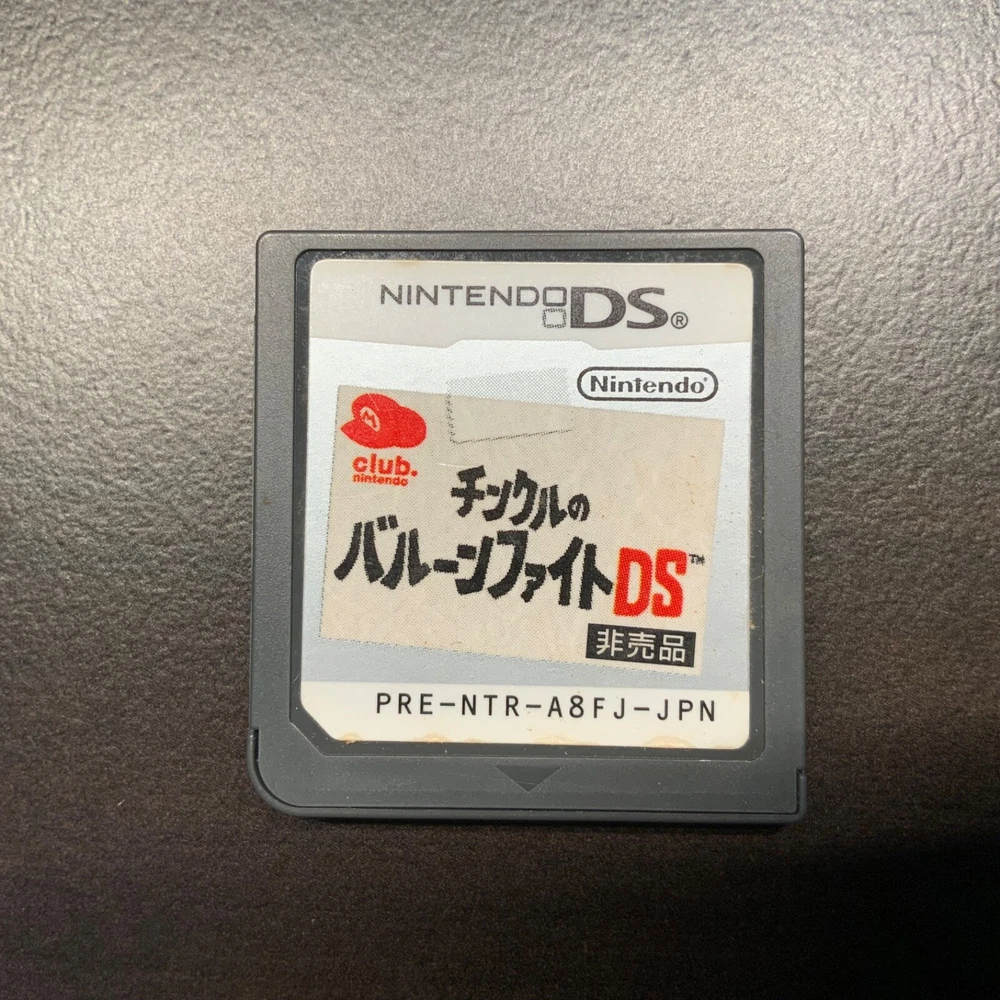 NINTENDO DS®
Nintendo®
M
club.
nintendo
チンクルの
バルーンファイトDS™
非売品
PRE-NTR-A8FJ-JPN